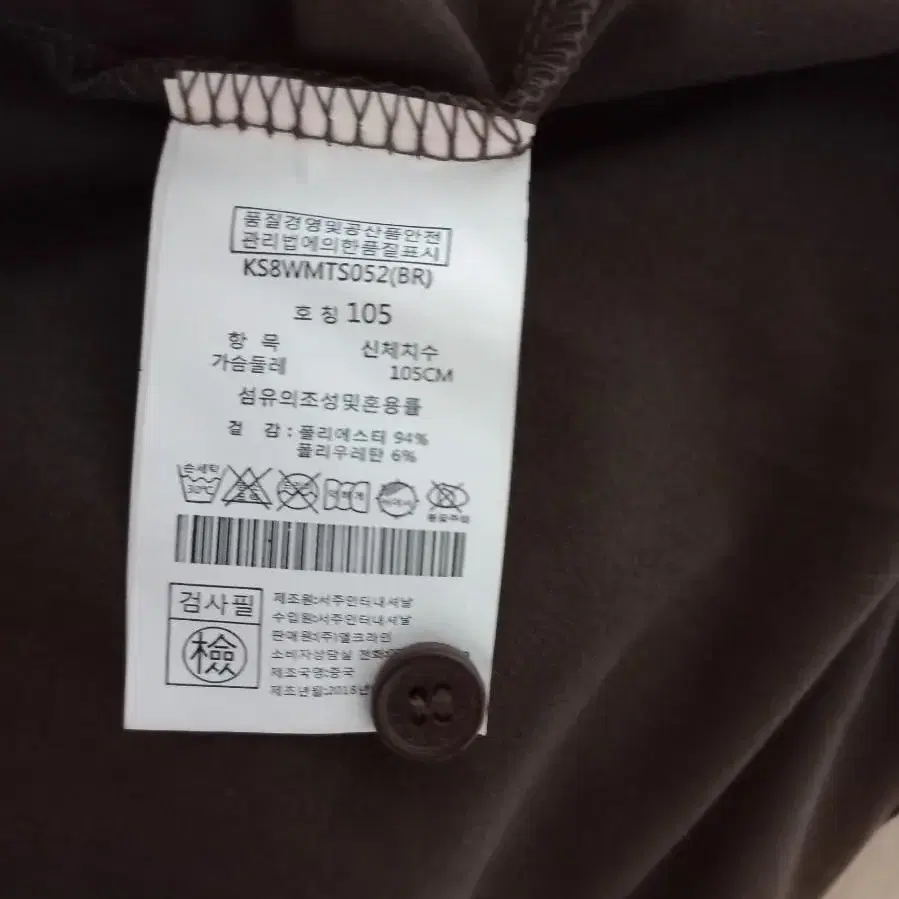 품질경영및공산품안전
관리법에의한품질표시
KS8WMTS052(BR)
호 칭 105
항 목 신체치수
가슴둘레 105CM
섬유의조성및혼용률
겉 감 : 폴리에스터 94%
폴리우레탄 6%
손세탁
30℃
검사필
檢
제조원:서주인터내셔날
수입원:서주인터내셔날
판매원:(주)엘크라인
소비자상담실 전화
제조국명:중국
제조년월:2018년